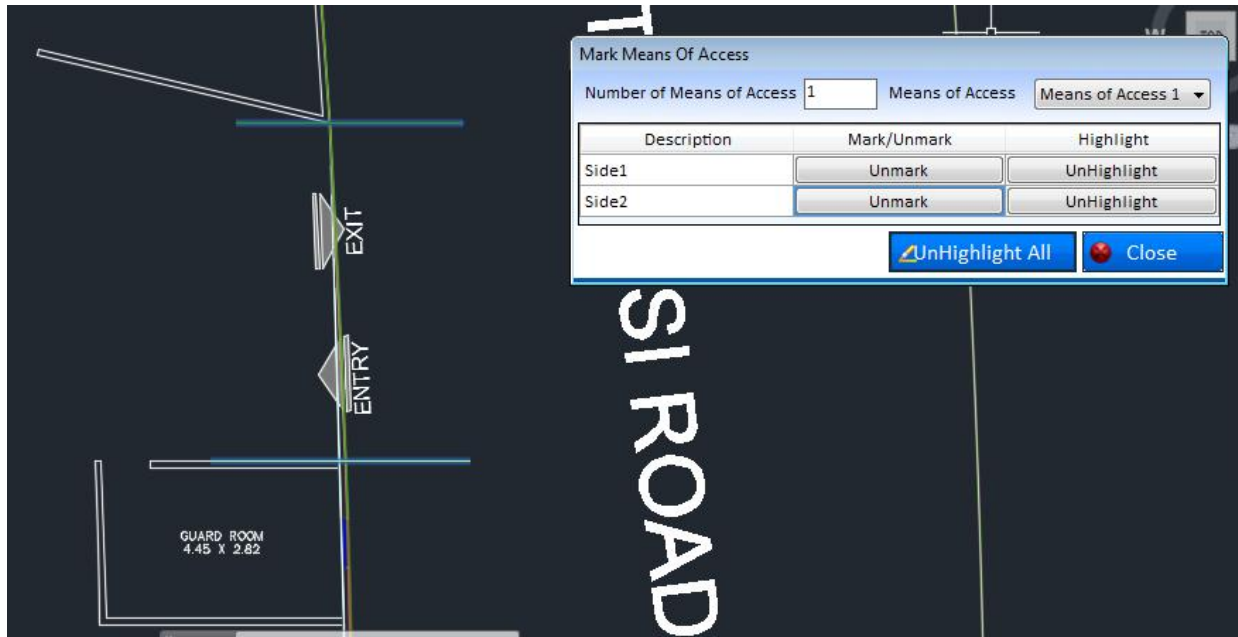 Mark Means Of Access
Number of Means of Access 1 Means of Access Means of Access 1
Description Mark/Unmark Highlight
Side1 Unmark UnHighlight
Side2 Unmark UnHighlight
UnHighlight All Close
W
EXIT
ENTRY
SI ROAD
GUARD ROOM
4.45 X 2.82